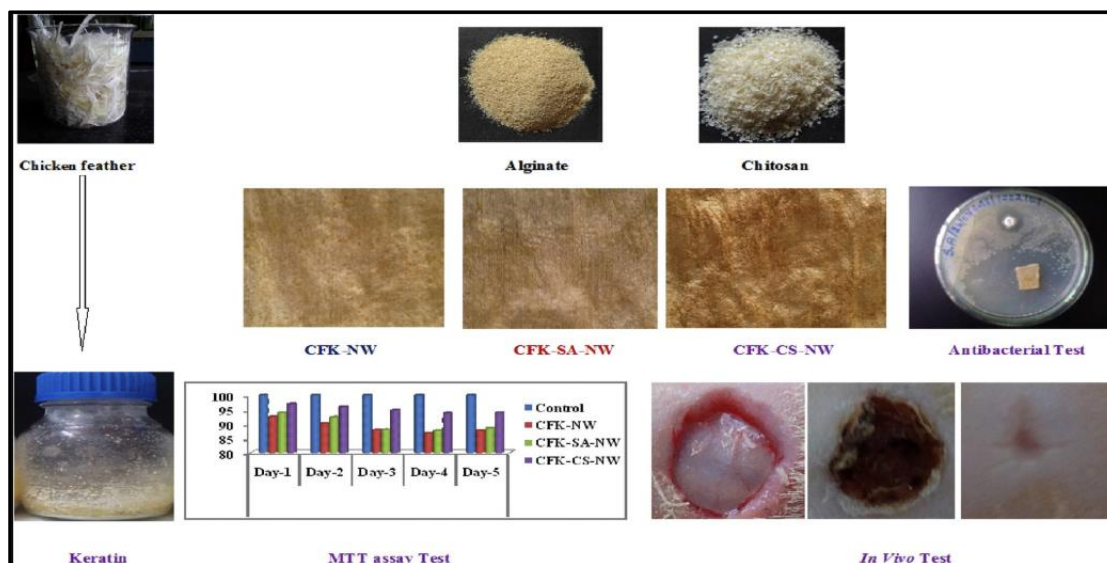 Chicken feather
Alginate
Chitosan
CFK-NW
CFK-SA-NW
CFK-CS-NW
Antibacterial Test
100
95
90
85
80
Day-1 Day-2 Day-3 Day-4 Day-5
Control
CFK-NW
CFK-SA-NW
CFK-CS-NW
Keratin
MTT assay Test
In Vivo Test